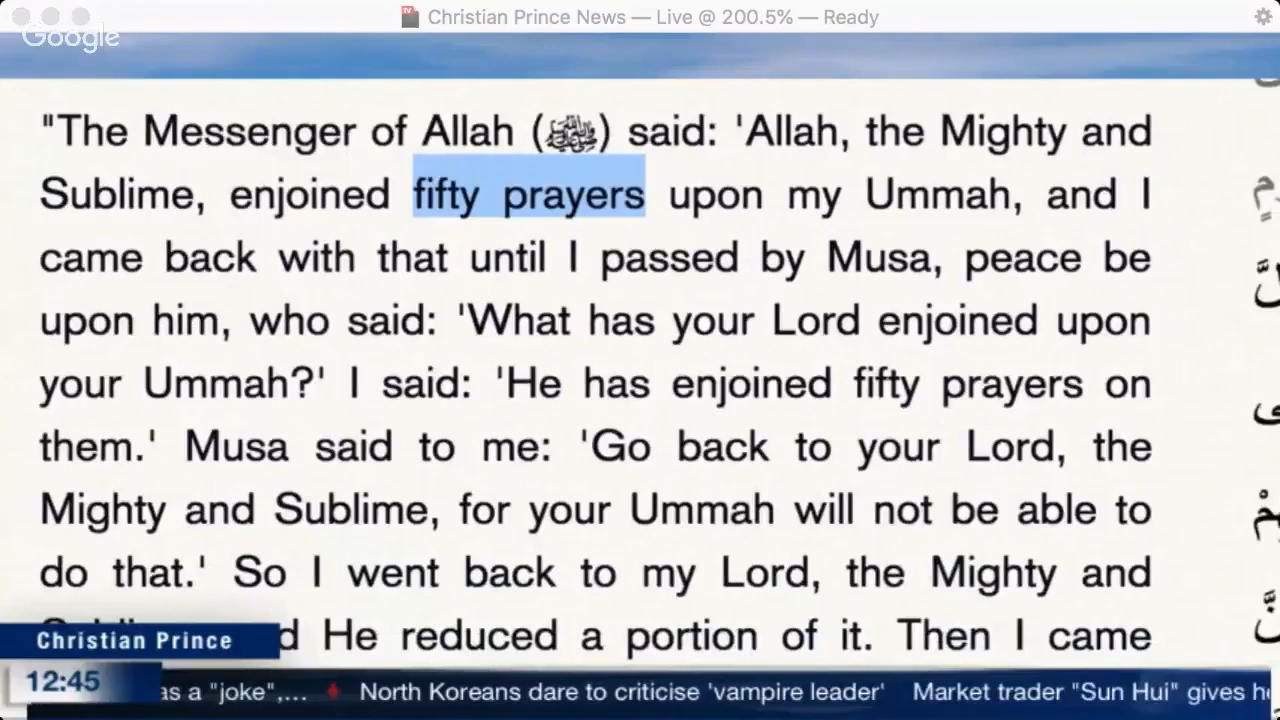 Christian Prince News — Live @ 200.5% — Ready
Google
"The Messenger of Allah (ﷺ) said: 'Allah, the Mighty and
Sublime, enjoined fifty prayers upon my Ummah, and I
came back with that until I passed by Musa, peace be
upon him, who said: 'What has your Lord enjoined upon
your Ummah?' I said: 'He has enjoined fifty prayers on
them.' Musa said to me: 'Go back to your Lord, the
Mighty and Sublime, for your Ummah will not be able to
do that.' So I went back to my Lord, the Mighty and
He reduced a portion of it. Then I came
Christian Prince
12:45
as a "joke",... North Koreans dare to criticise 'vampire leader' Market trader "Sun Hui" gives